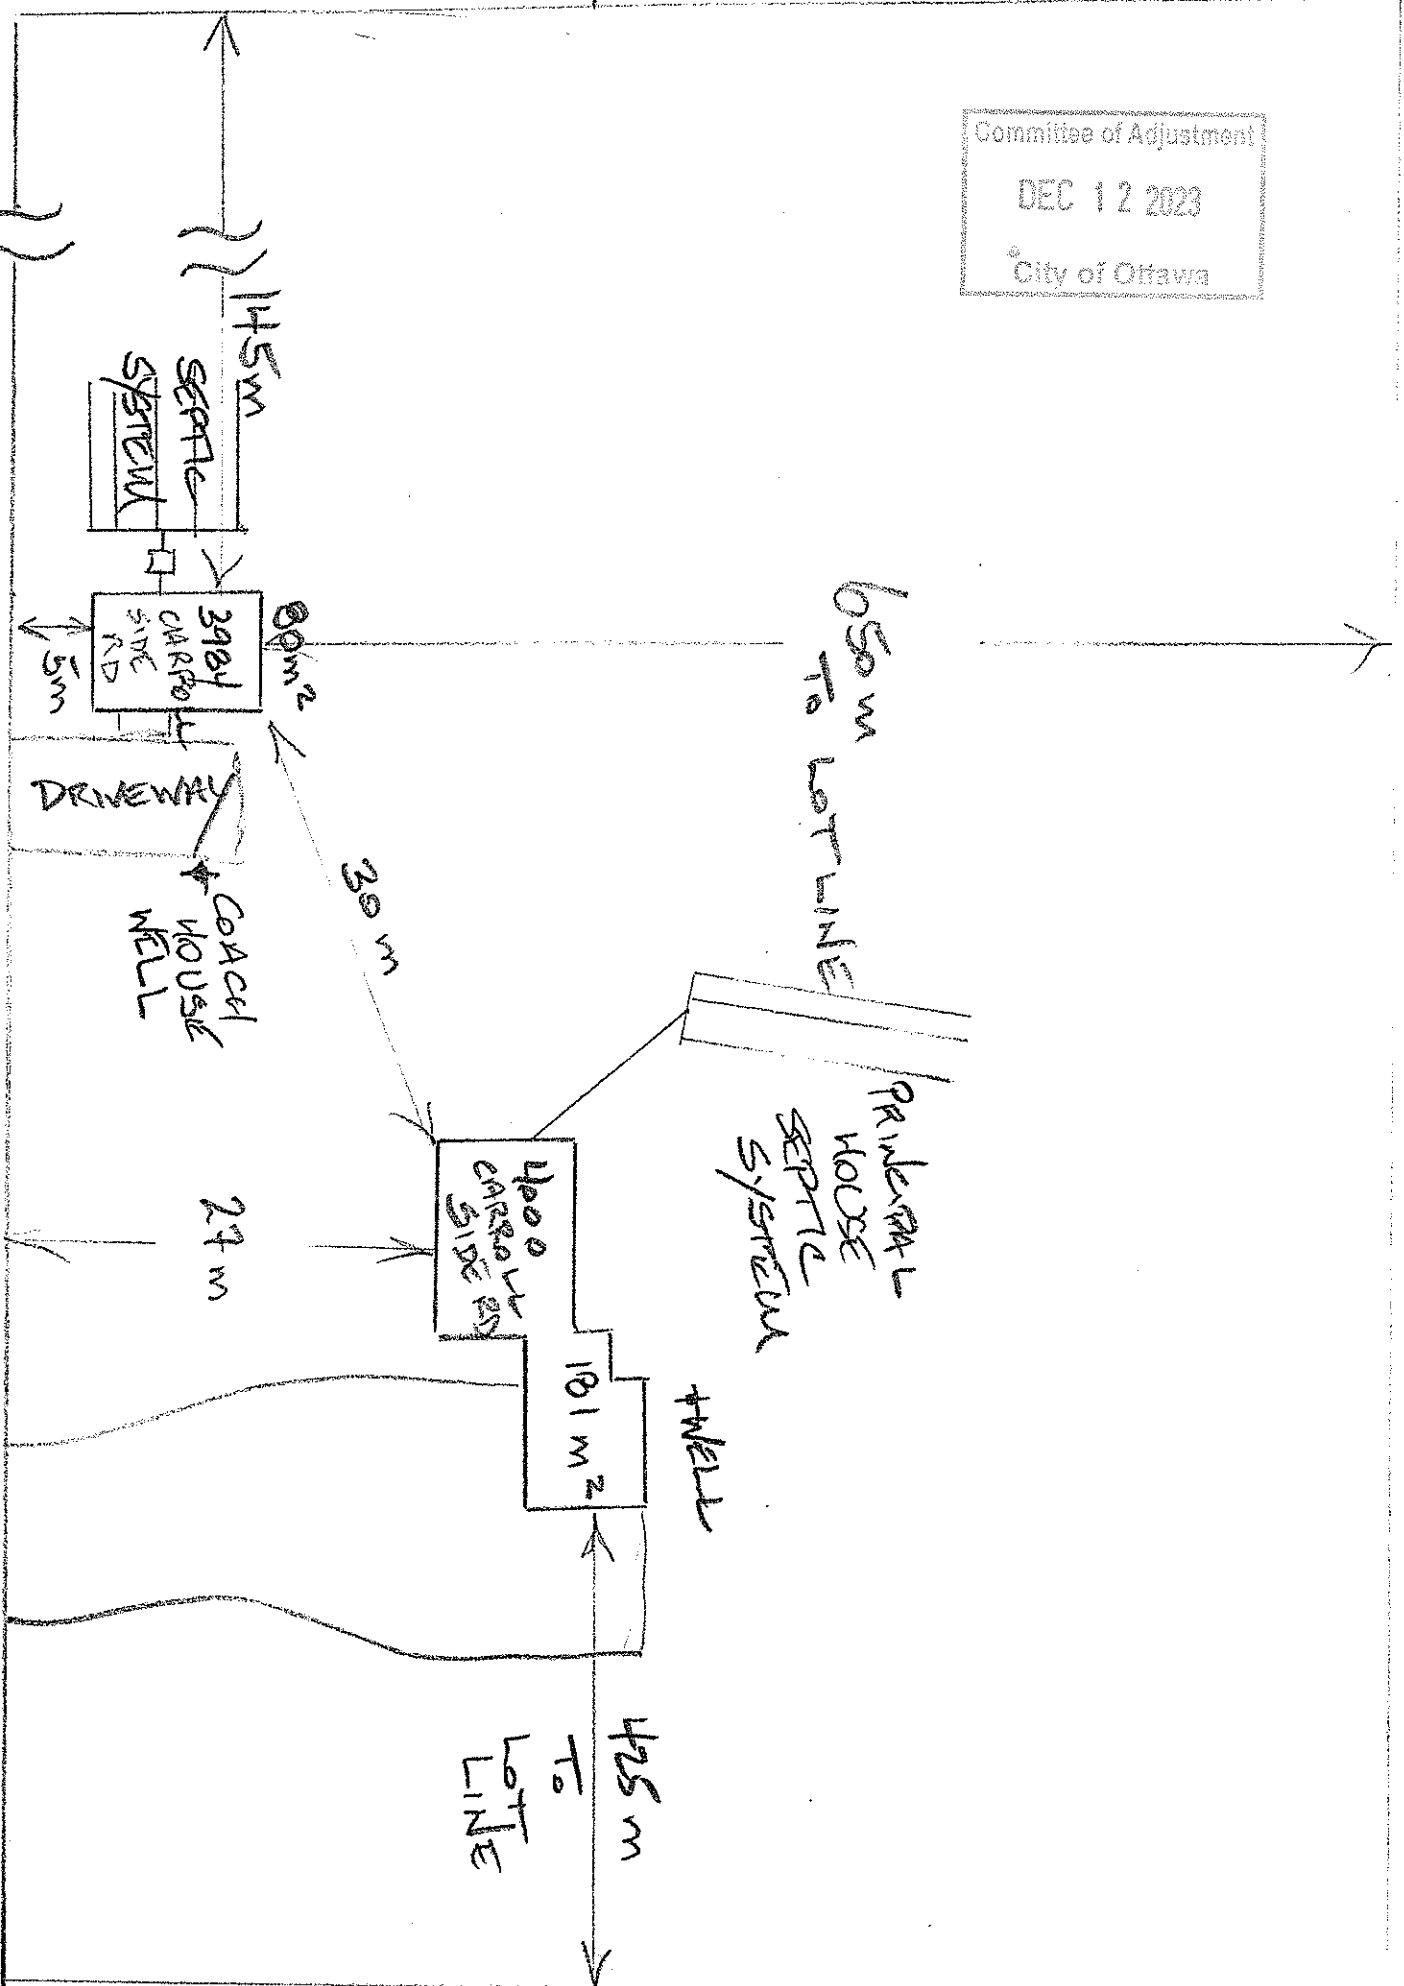 Committee of Adjustment
DEC 12 2023
City of Ottawa
145m
SEPTIC
SYSTEM
80m²
3984
CARROLL
SIDE
RD
5m
DRIVEWAY
COACH
HOUSE
WELL
30 m
650 m
TO LOT LINE
PRINCIPAL
HOUSE
SEPTIC
SYSTEM
4000
CARROLL
SIDE RD
181 m²
27 m
WELL
425 m
TO
LOT
LINE